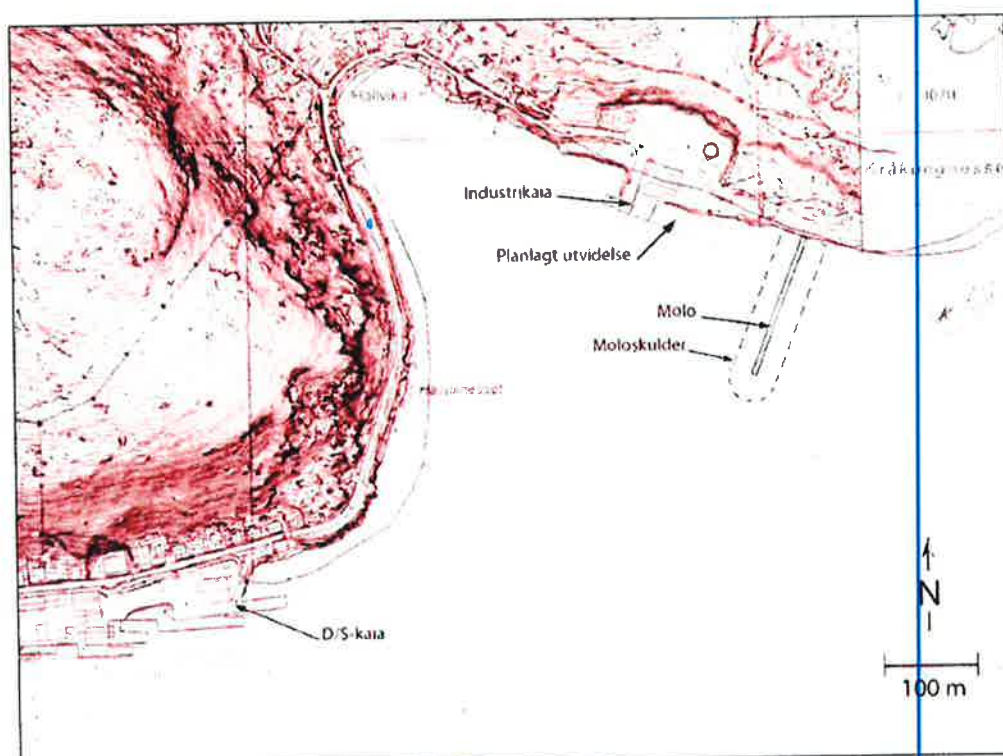 Industrikaia
Planlagt utvidelse
Molo
Moloskulder
D/S-kaia
N
100 m